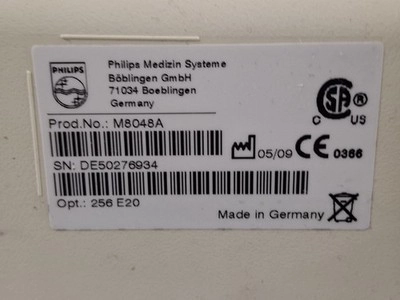 PHILIPS
Philips Medizin Systeme
Böblingen GmbH
71034 Boeblingen
Germany
C SA US
Prod.No.: M8048A
05/09 CE 0366
SN: DE50276934
Opt.: 256 E20
Made in Germany